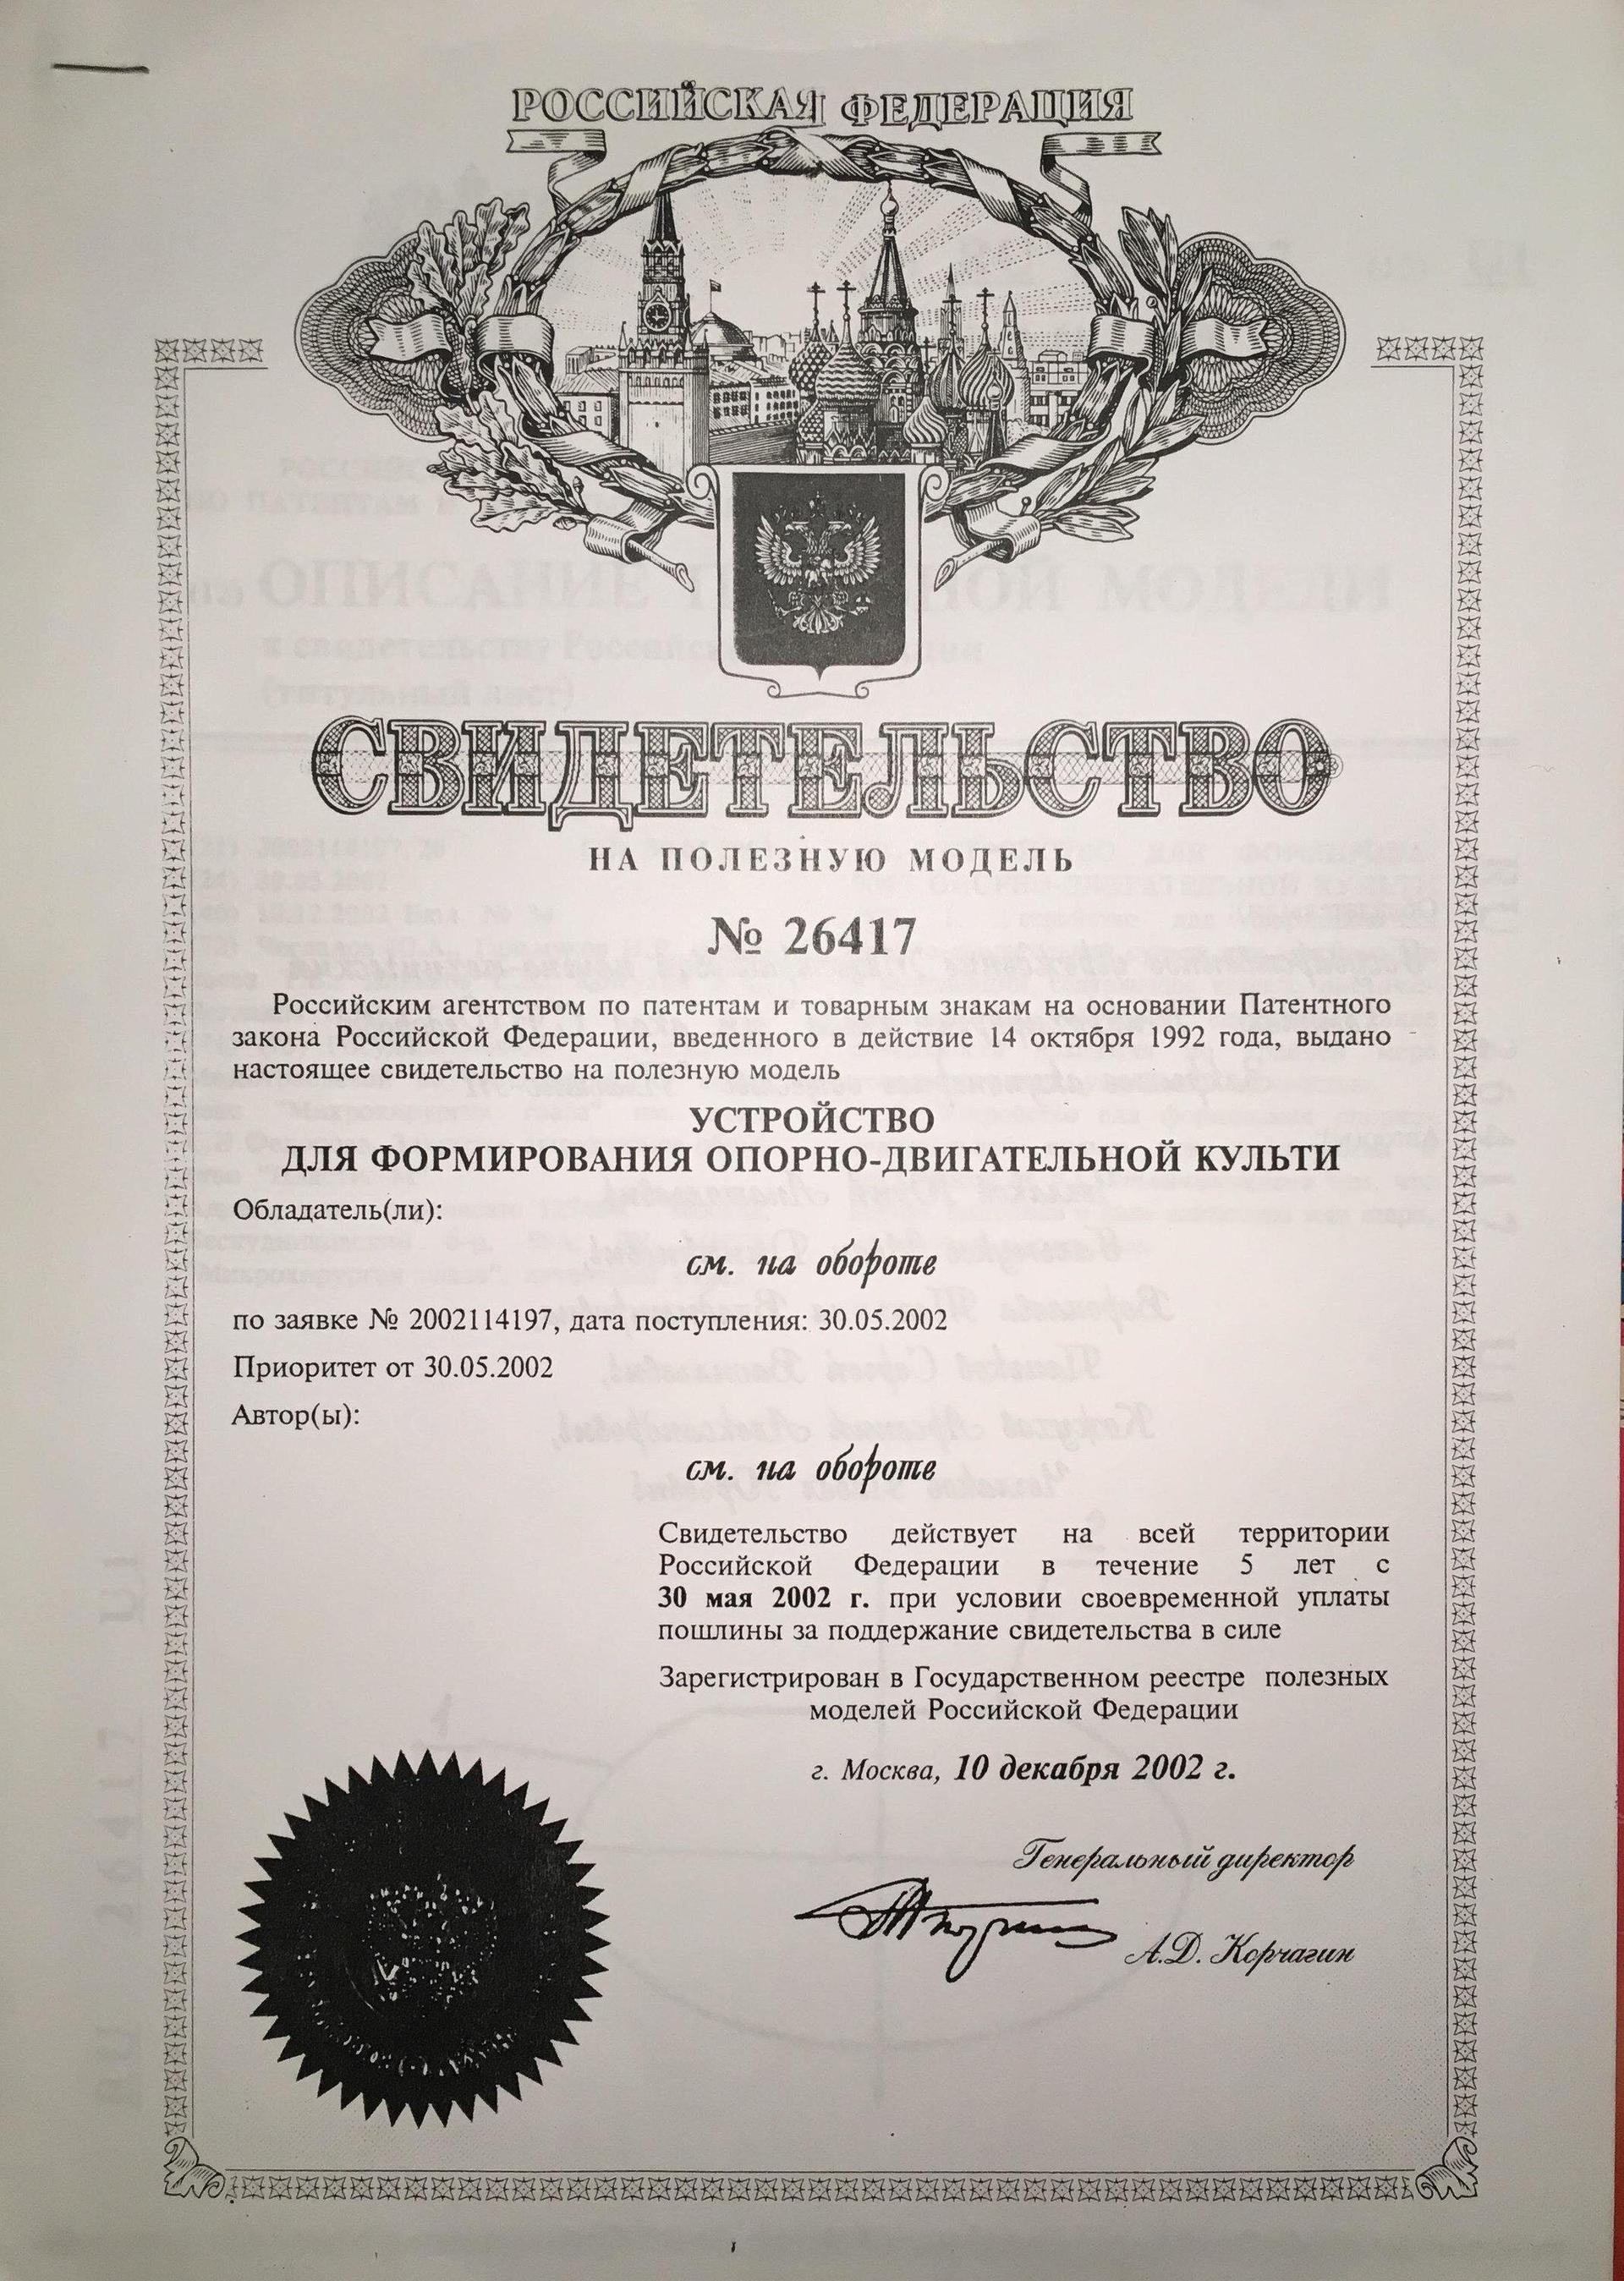 РОССИЙСКАЯ ФЕДЕРАЦИЯ
СВИДЕТЕЛЬСТВО
НА ПОЛЕЗНУЮ МОДЕЛЬ
№ 26417
Российским агентством по патентам и товарным знакам на основании Патентного
закона Российской Федерации, введенного в действие 14 октября 1992 года, выдано
настоящее свидетельство на полезную модель
УСТРОЙСТВО
ДЛЯ ФОРМИРОВАНИЯ ОПОРНО-ДВИГАТЕЛЬНОЙ КУЛЬТИ
Обладатель(ли):
см. на обороте
по заявке № 2002114197, дата поступления: 30.05.2002
Приоритет от 30.05.2002
Автор(ы):
см. на обороте
Свидетельство действует на всей территории
Российской Федерации в течение 5 лет с
30 мая 2002 г. при условии своевременной уплаты
пошлины за поддержание свидетельства в силе
Зарегистрирован в Государственном реестре полезных
моделей Российской Федерации
г. Москва, 10 декабря 2002 г.
Генеральный директор
А.Д. Корчагин